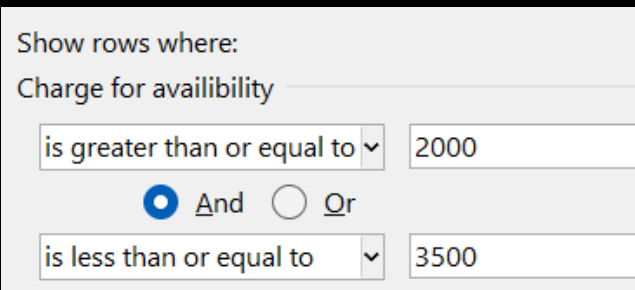 Show rows where:
Charge for availibility
is greater than or equal to 2000
And Or
is less than or equal to 3500